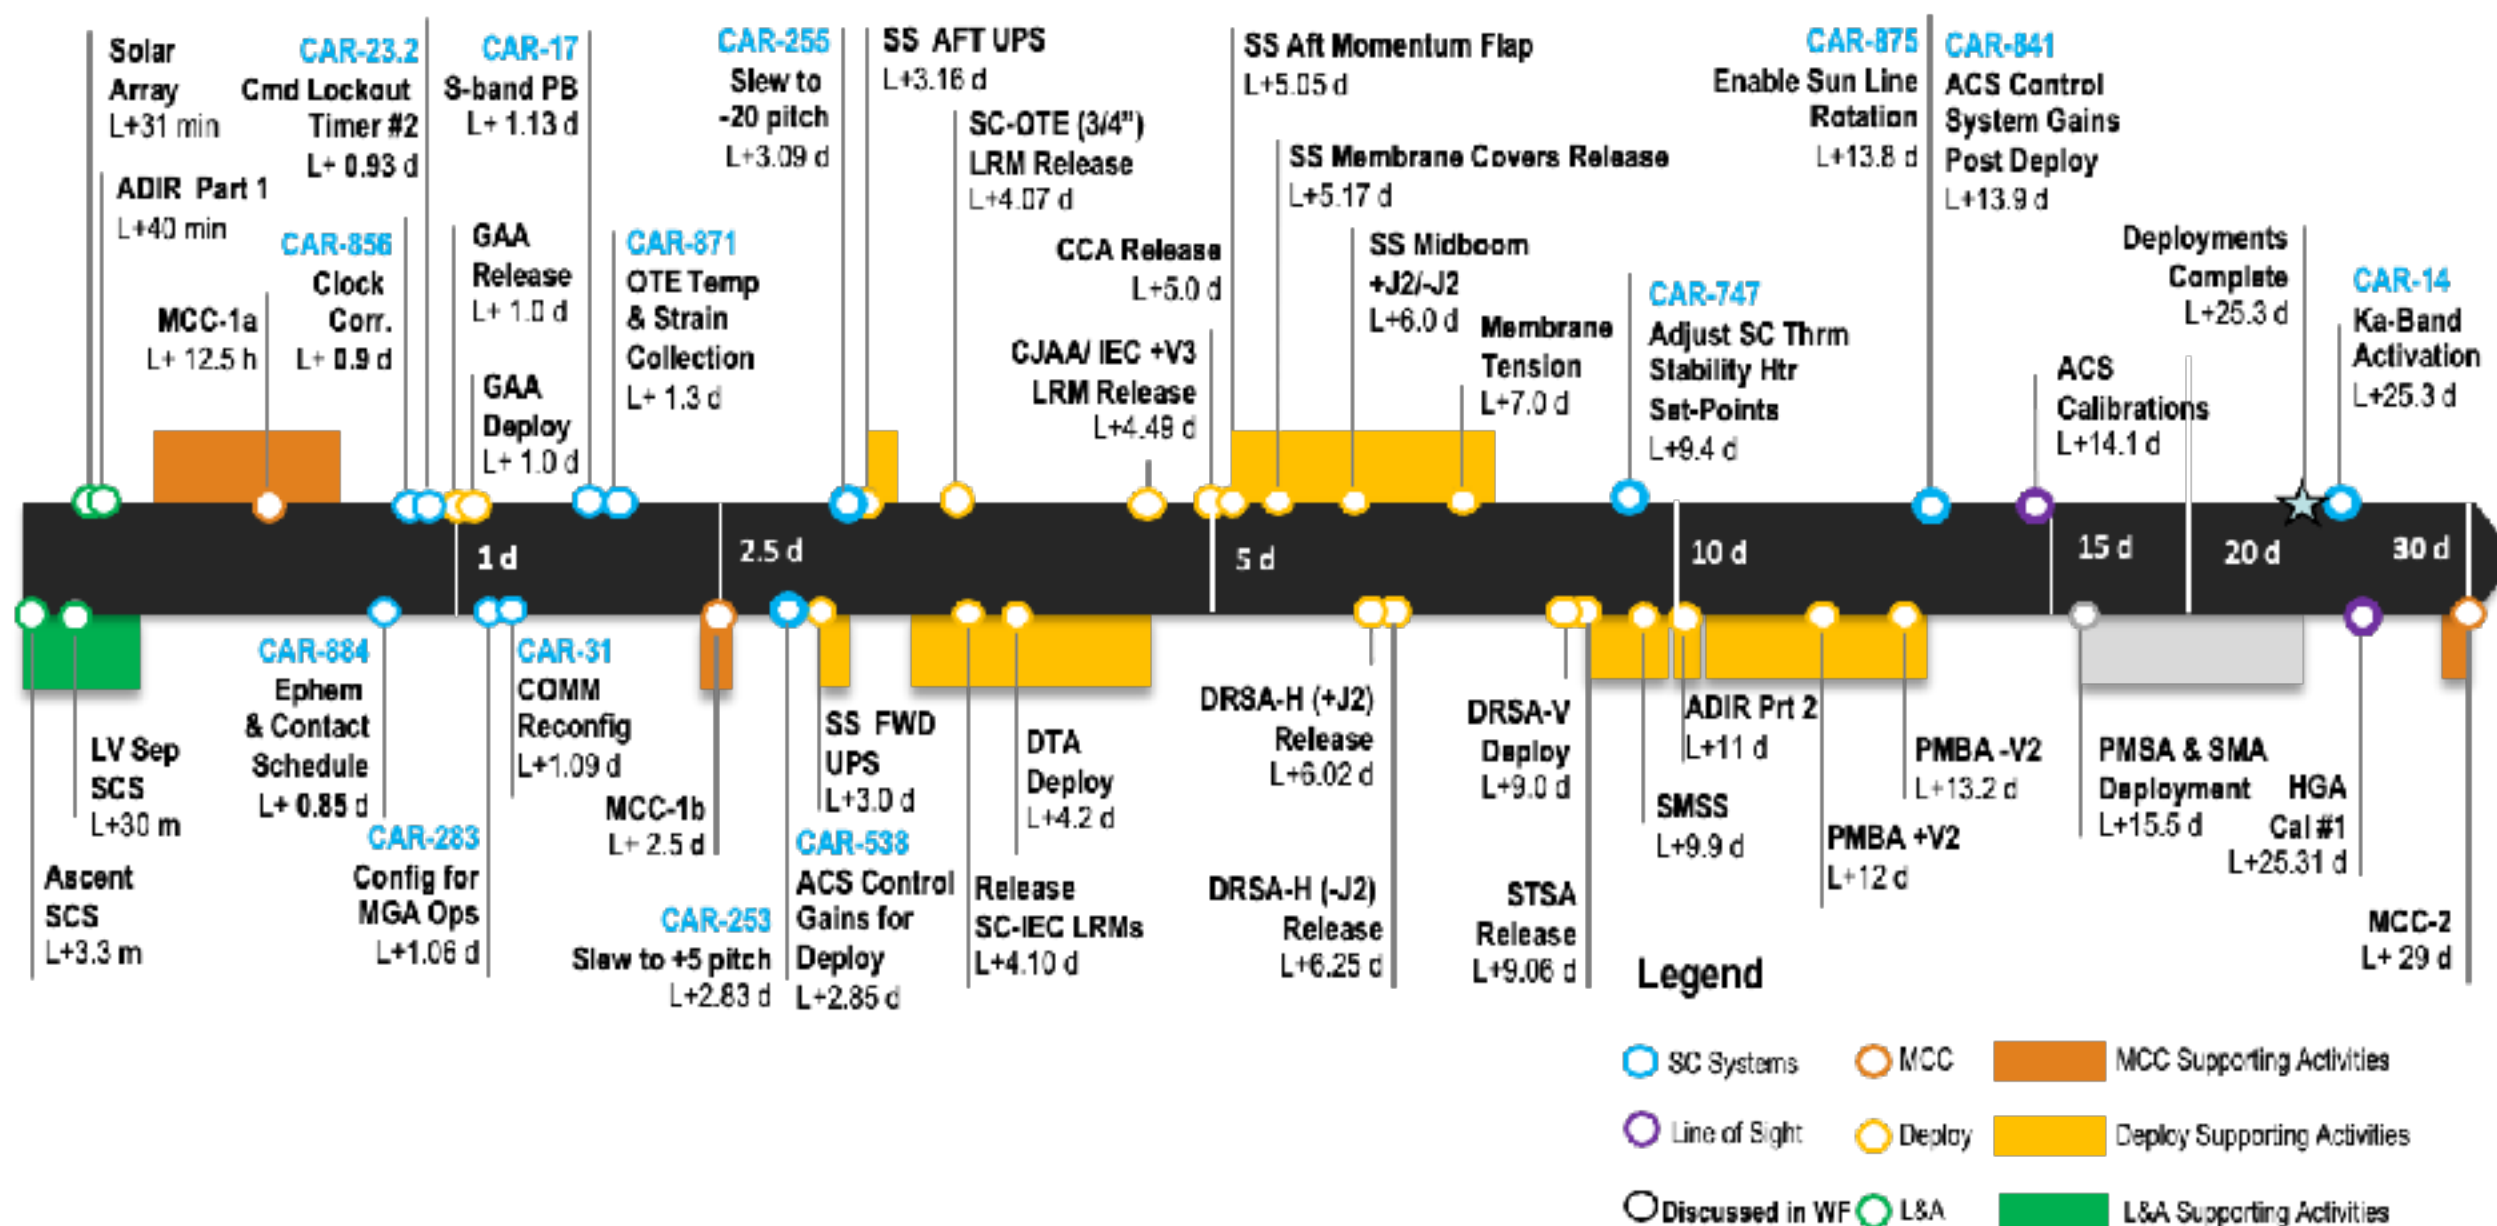 Solar
Array
L+31 min
ADIR Part 1
L+40 min
MCC-1a
L+ 12.5 h
CAR-23.2
Cmd Lockout
Timer #2
L+ 0.93 d
CAR-856
Clock
Corr.
L+ 0.9 d
CAR-17
S-band PB
L+ 1.13 d
GAA
Release
L+ 1.0 d
GAA
Deploy
L+ 1.0 d
CAR-871
OTE Temp
& Strain
Collection
L+ 1.3 d
CAR-255
Slew to
-20 pitch
L+3.09 d
SS AFT UPS
L+3.16 d
SC-OTE (3/4")
LRM Release
L+4.07 d
CCA Release
L+5.0 d
CJAA/ IEC +V3
LRM Release
L+4.49 d
SS Aft Momentum Flap
L+5.05 d
SS Membrane Covers Release
L+5.17 d
SS Midboom
+J2/-J2
L+6.0 d
Membrane
Tension
L+7.0 d
CAR-747
Adjust SC Thrm
Stability Htr
Set-Points
L+9.4 d
CAR-875
Enable Sun Line
Rotation
L+13.8 d
CAR-841
ACS Control
System Gains
Post Deploy
L+13.9 d
ACS
Calibrations
L+14.1 d
Deployments
Complete
L+25.3 d
CAR-14
Ka-Band
Activation
L+25.3 d
1 d
2.5 d
5 d
10 d
15 d
20 d
30 d
Ascent
SCS
L+3.3 m
LV Sep
SCS
L+30 m
CAR-884
Ephem
& Contact
Schedule
L+ 0.85 d
CAR-283
Config for
MGA Ops
L+1.06 d
CAR-31
COMM
Reconfig
L+1.09 d
MCC-1b
L+ 2.5 d
CAR-253
Slew to +5 pitch
L+2.83 d
CAR-538
ACS Control
Gains for
Deploy
L+2.85 d
SS FWD
UPS
L+3.0 d
Release
SC-IEC LRMs
L+4.10 d
DTA
Deploy
L+4.2 d
DRSA-H (+J2)
Release
L+6.02 d
DRSA-H (-J2)
Release
L+6.25 d
DRSA-V
Deploy
L+9.0 d
STSA
Release
L+9.06 d
SMSS
L+9.9 d
ADIR Prt 2
L+11 d
PMBA +V2
L+12 d
PMBA -V2
L+13.2 d
PMSA & SMA
Deployment
L+15.5 d
HGA
Cal #1
L+25.31 d
MCC-2
L+ 29 d
Legend
SC Systems
MCC
MCC Supporting Activities
Line of Sight
Deploy
Deploy Supporting Activities
Discussed in WF
L&A
L&A Supporting Activities